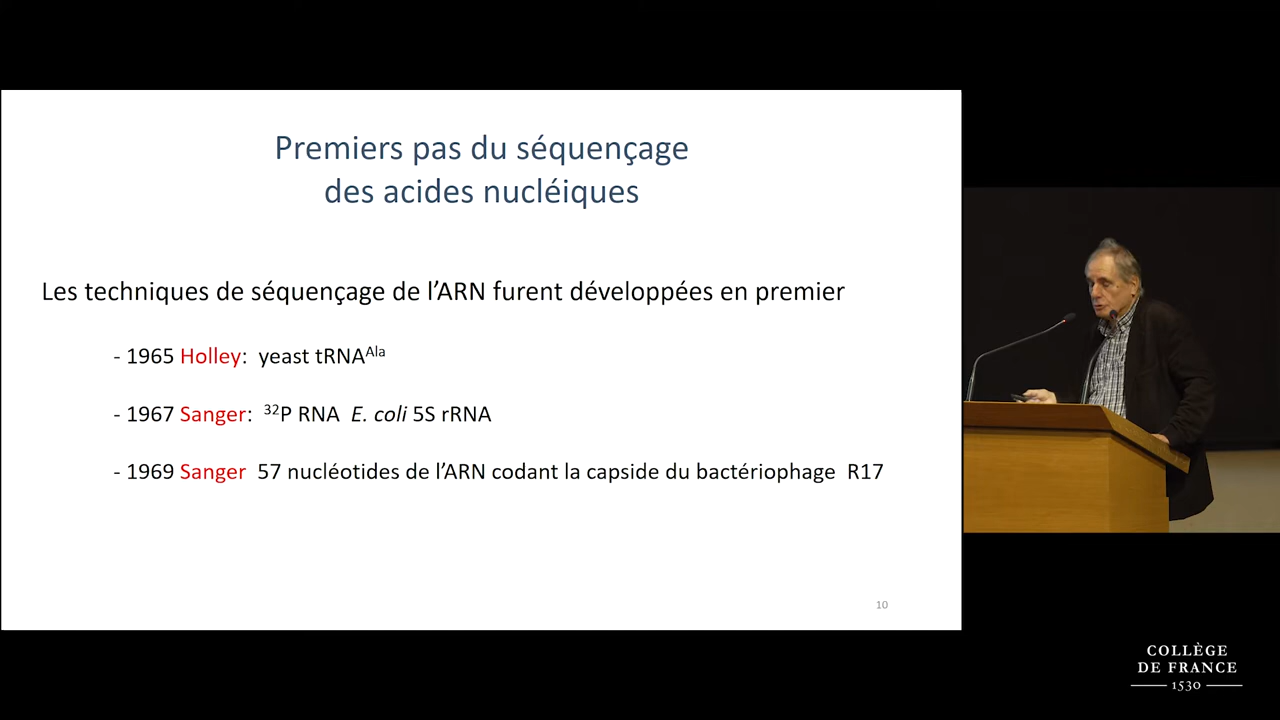 Premiers pas du séquençage
des acides nucléiques
Les techniques de séquençage de l’ARN furent développées en premier
- 1965 Holley: yeast tRNAAla
- 1967 Sanger: 32P RNA E. coli 5S rRNA
- 1969 Sanger 57 nucléotides de l’ARN codant la capside du bactériophage R17
10
COLLÈGE
DE FRANCE
1530